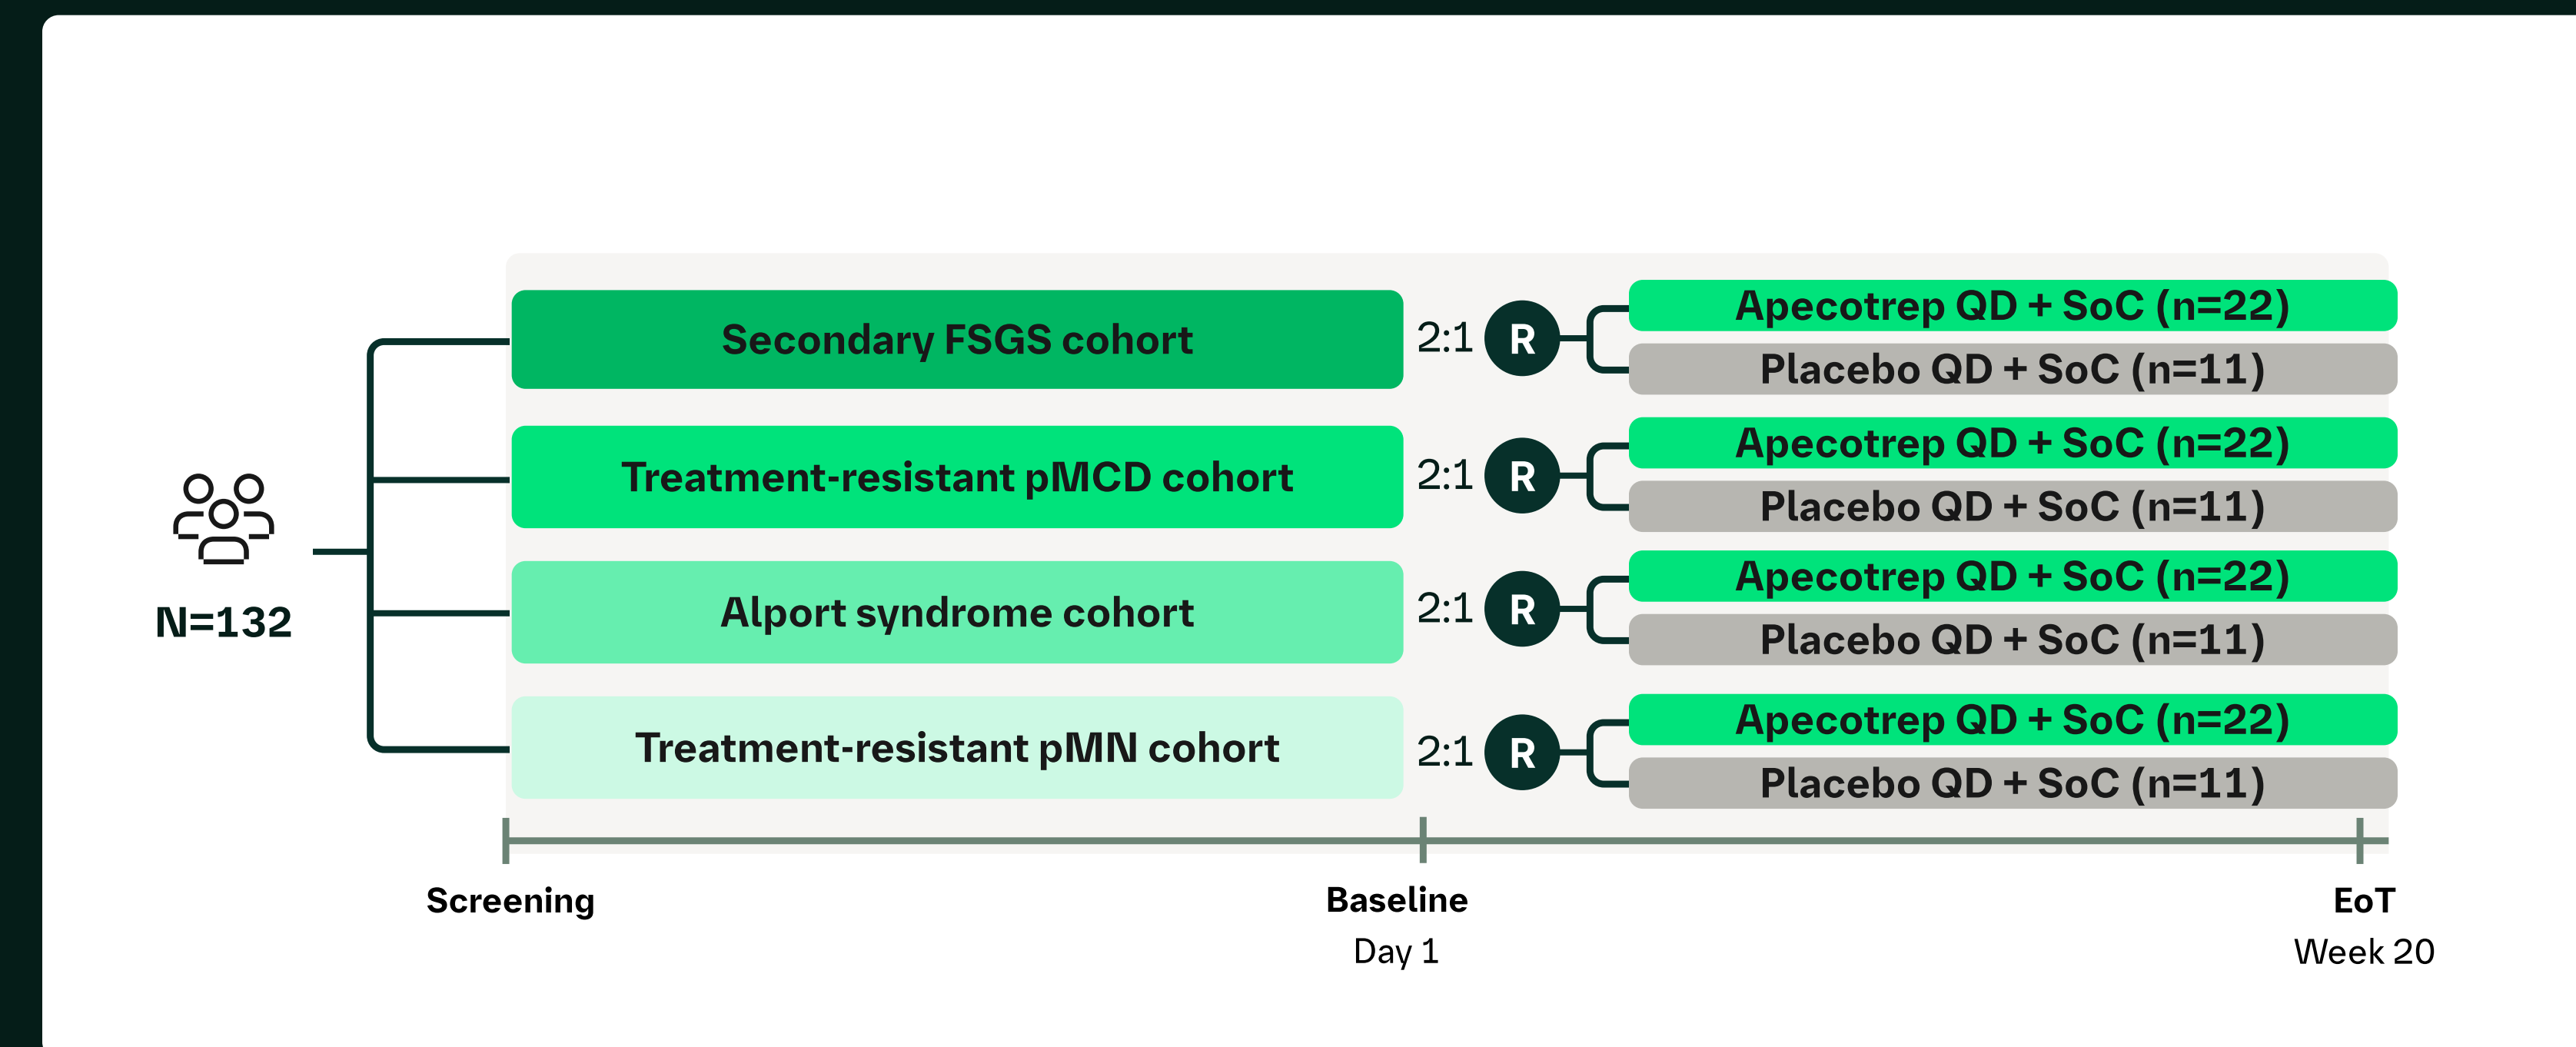 Secondary FSGS cohort
2:1
R
Apecotrep QD + SoC (n=22)
Placebo QD + SoC (n=11)
Treatment-resistant pMCD cohort
2:1
R
Apecotrep QD + SoC (n=22)
Placebo QD + SoC (n=11)
N=132
Alport syndrome cohort
2:1
R
Apecotrep QD + SoC (n=22)
Placebo QD + SoC (n=11)
Treatment-resistant pMN cohort
2:1
R
Apecotrep QD + SoC (n=22)
Placebo QD + SoC (n=11)
Screening
Baseline
Day 1
EoT
Week 20